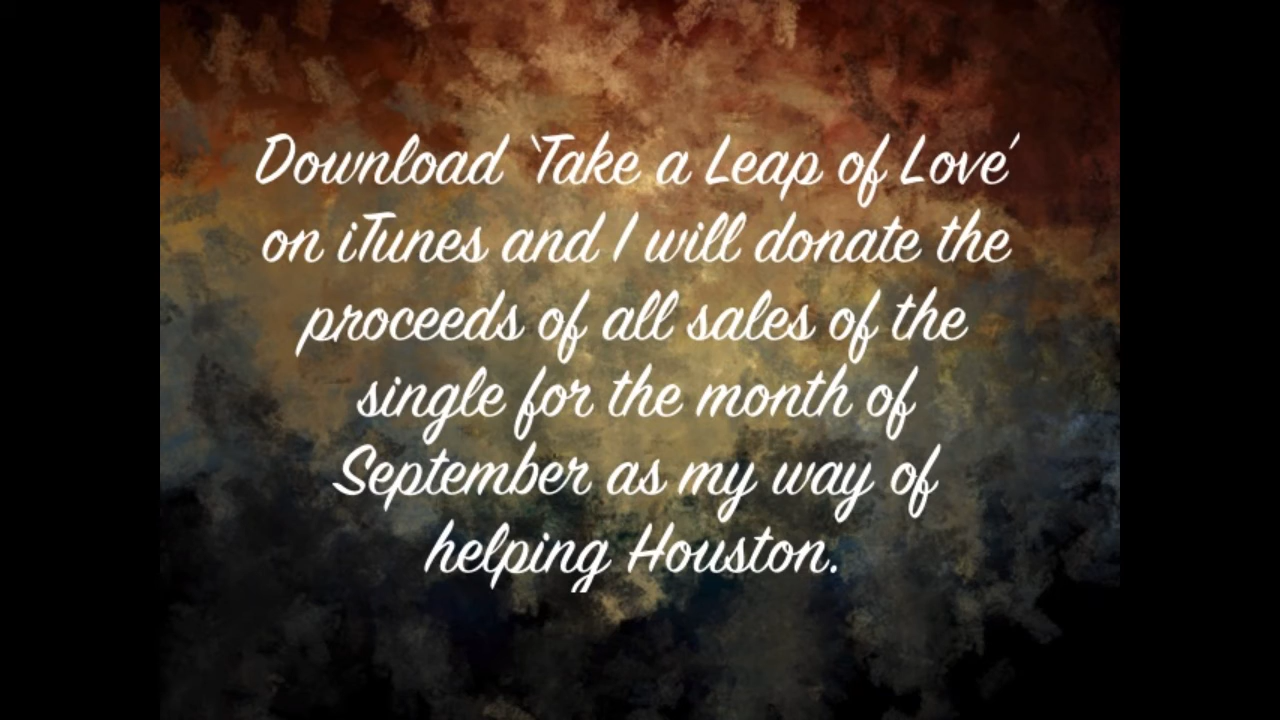 Download ‘Take a Leap of Love’
on iTunes and I will donate the
proceeds of all sales of the
single for the month of
September as my way of
helping Houston.